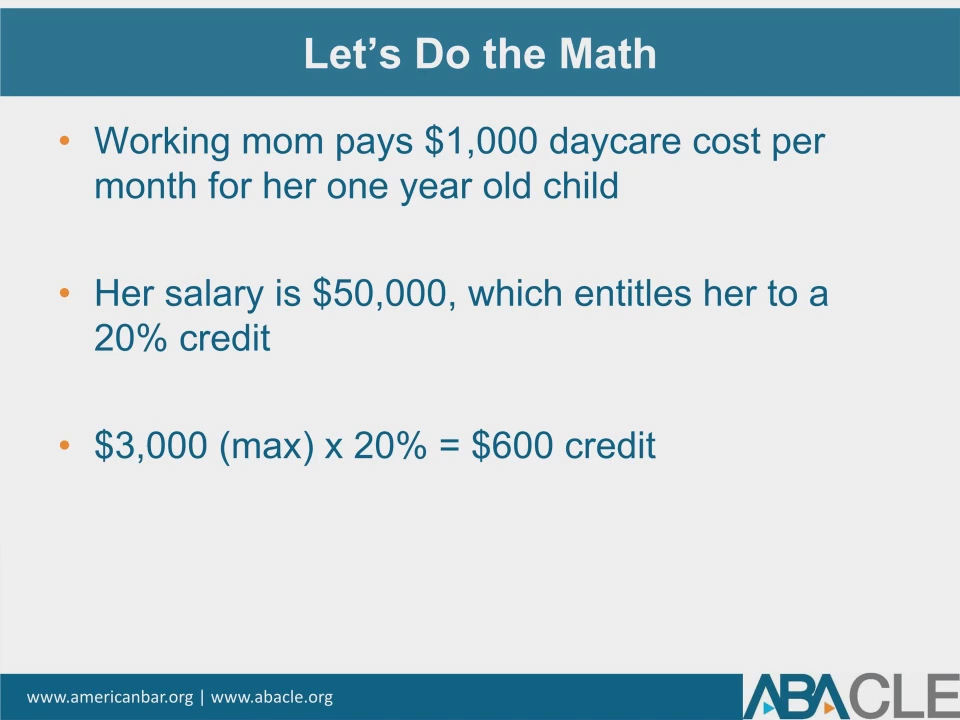 Let's Do the Math
• Working mom pays $1,000 daycare cost per
month for her one year old child
• Her salary is $50,000, which entitles her to a
20% credit
• $3,000 (max) x 20% = $600 credit
www.americanbar.org | www.abacle.org
ABACLE